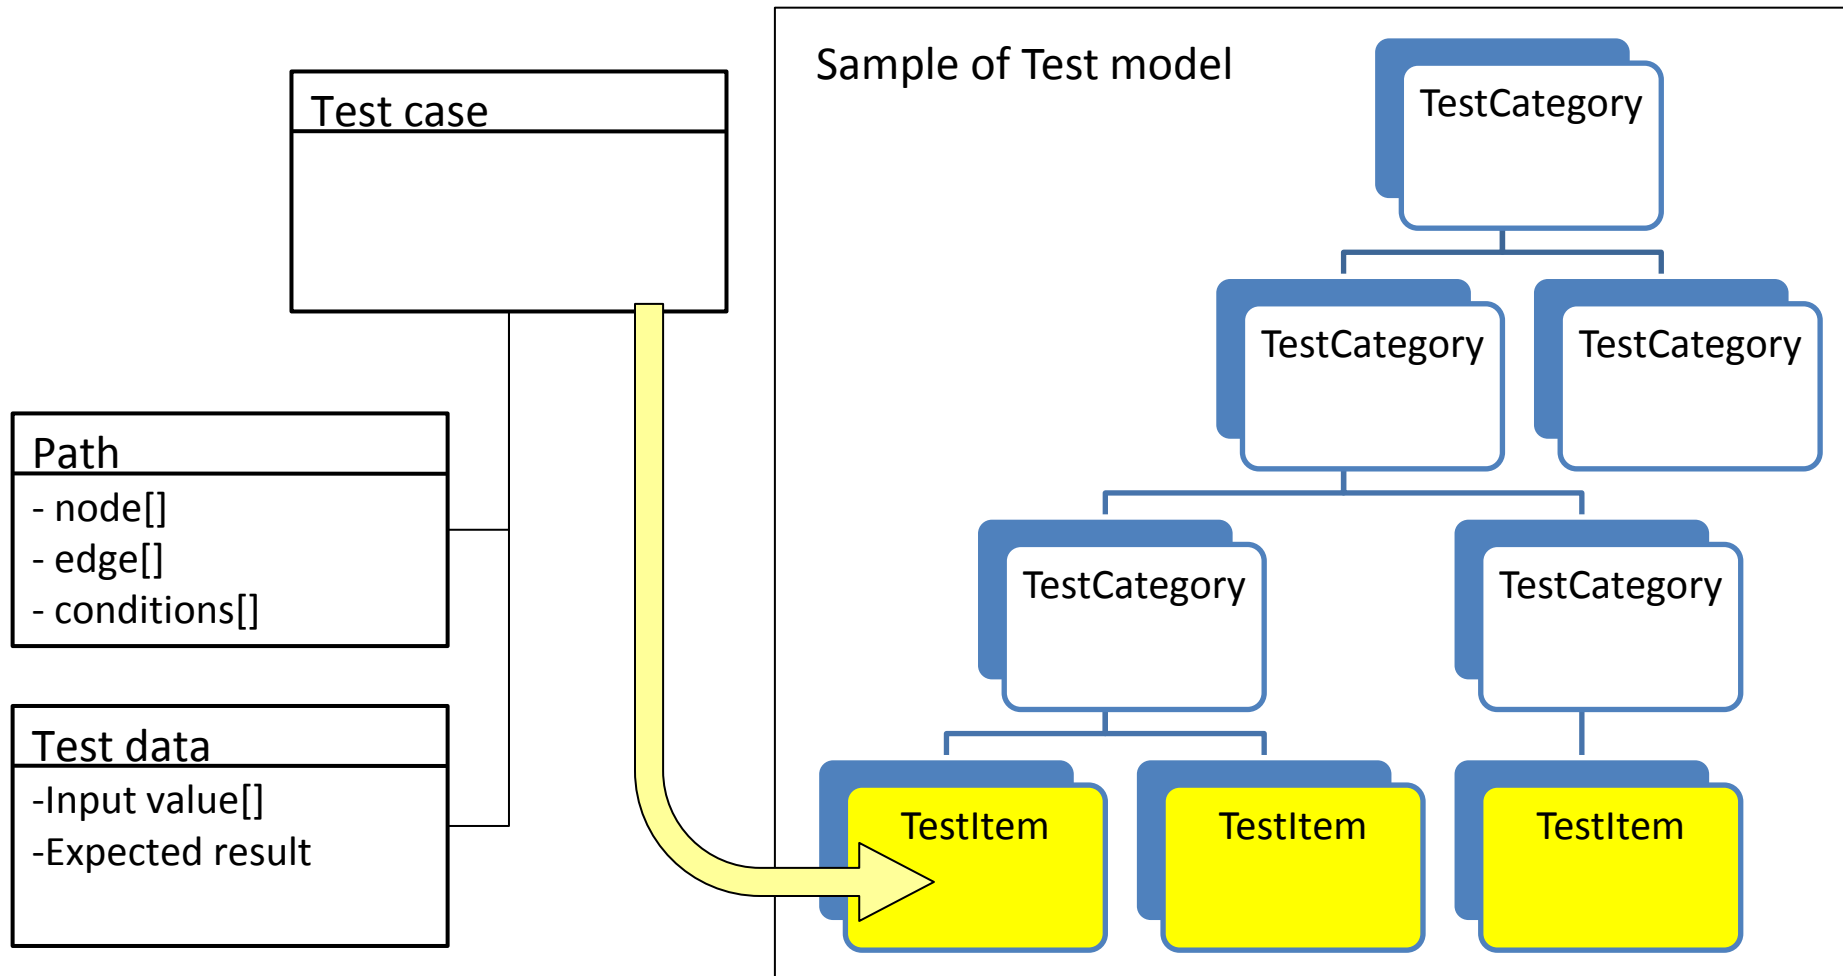 Test case
Path
- node[]
- edge[]
- conditions[]
Test data
-Input value[]
-Expected result
Sample of Test model
TestCategory
TestCategory
TestCategory
TestCategory
TestCategory
TestItem
TestItem
TestItem